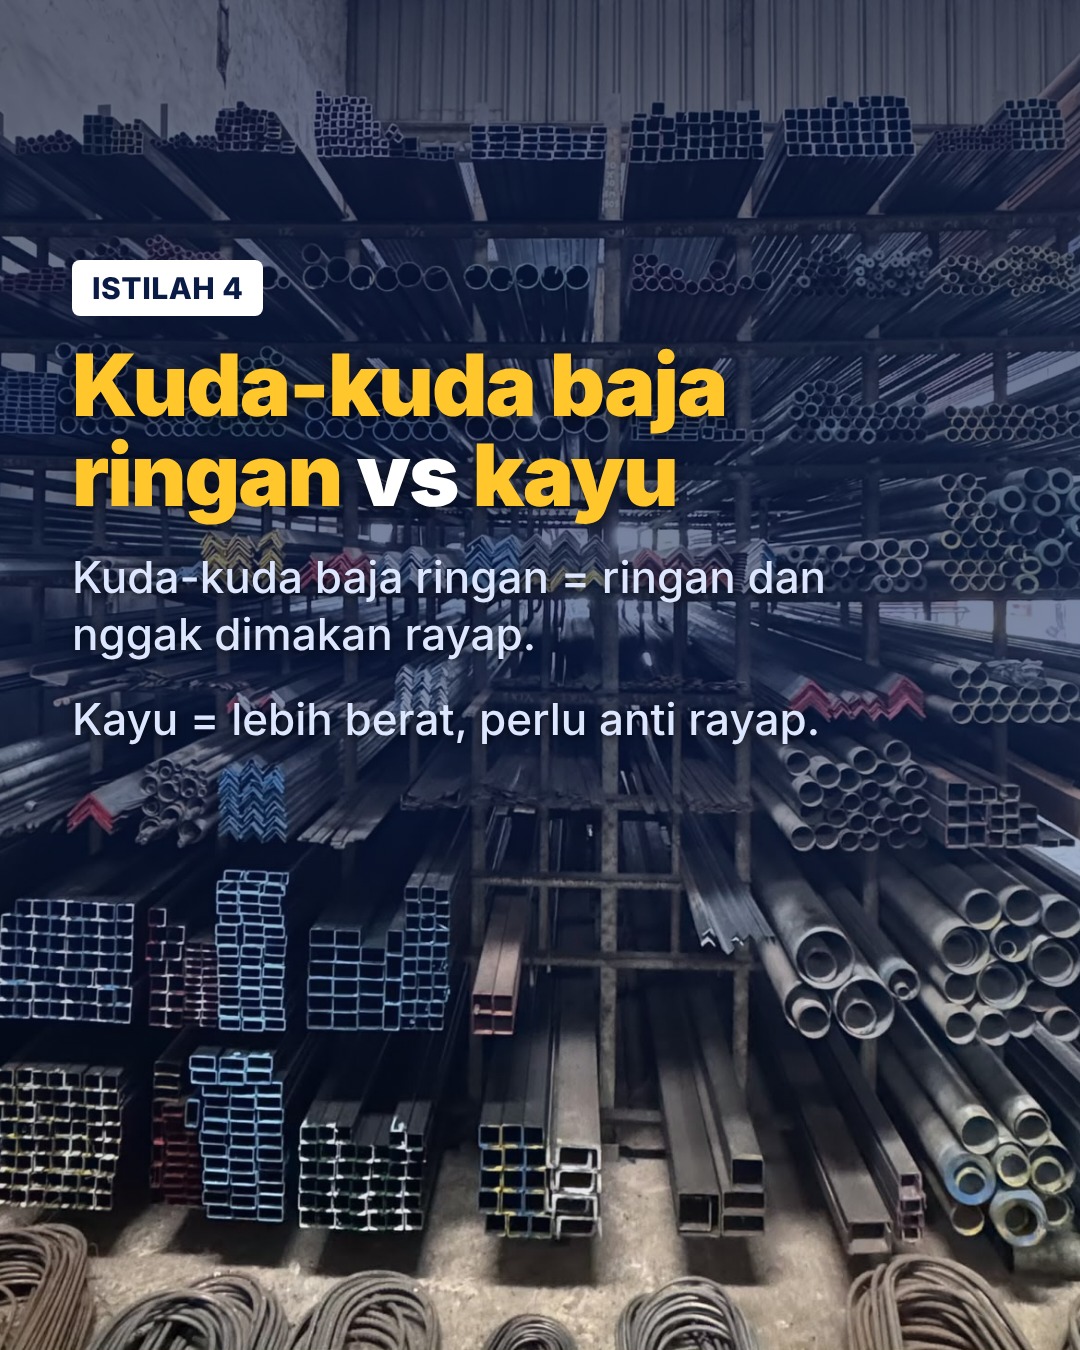 ISTILAH 4
Kuda-kuda baja
ringan vs kayu
Kuda-kuda baja ringan = ringan dan
nggak dimakan rayap.
Kayu = lebih berat, perlu anti rayap.